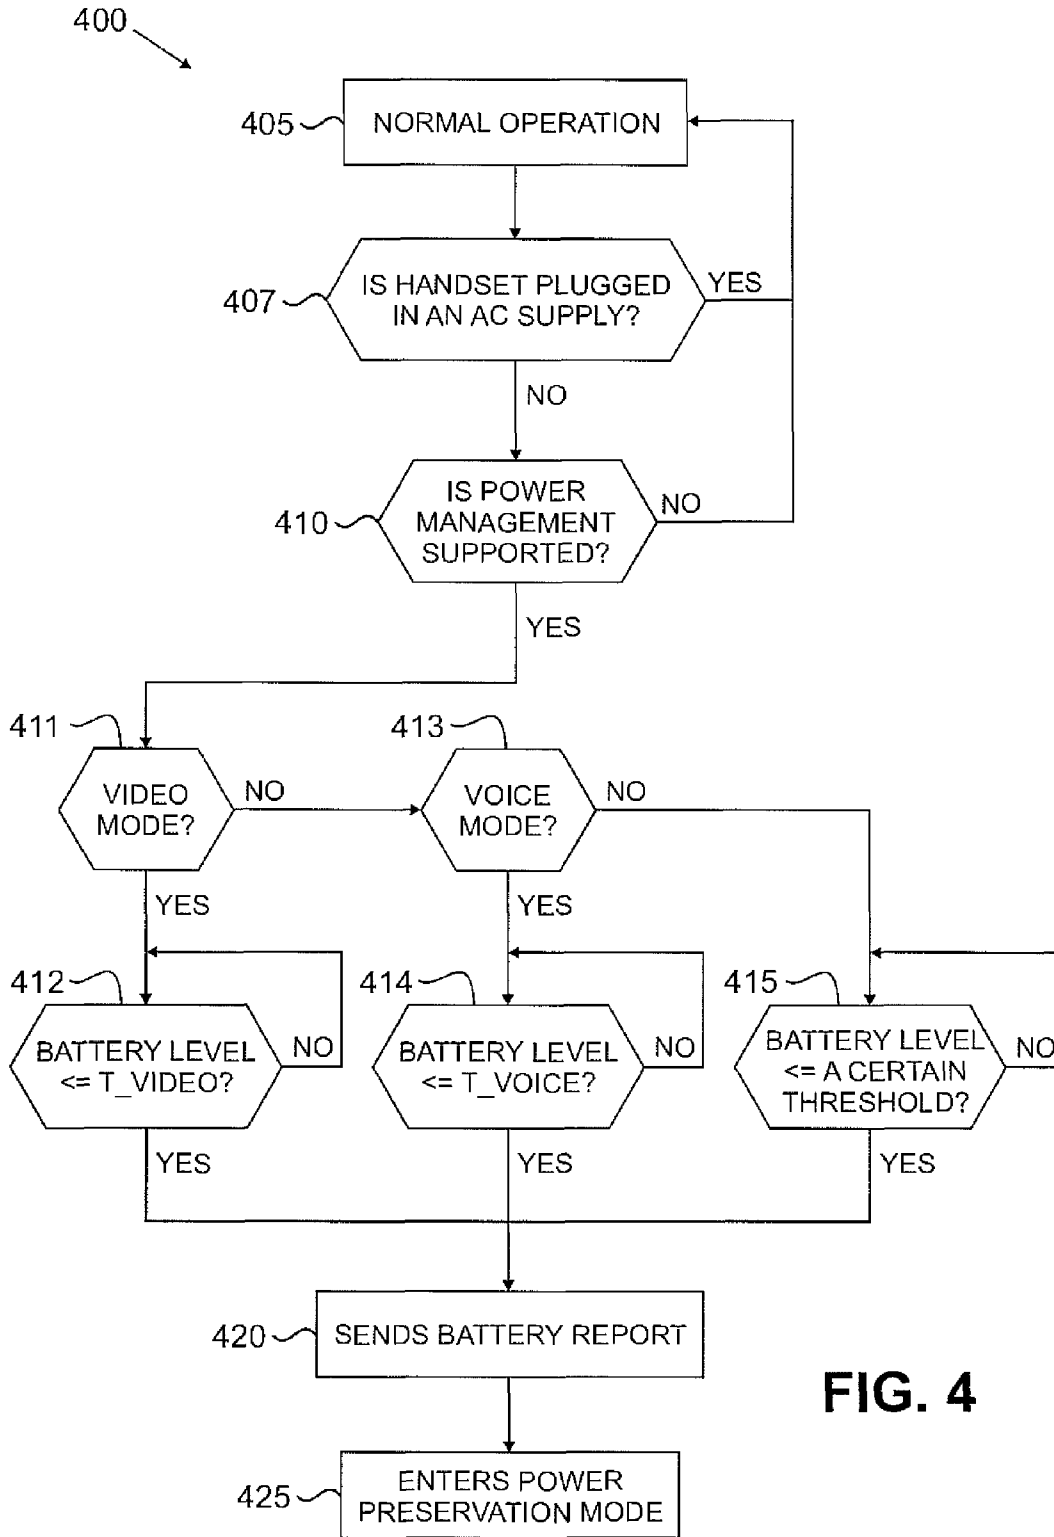 400
405
NORMAL OPERATION
407
IS HANDSET PLUGGED
IN AN AC SUPPLY?
YES
NO
410
IS POWER
MANAGEMENT
SUPPORTED?
NO
YES
411
VIDEO
MODE?
NO
413
VOICE
MODE?
NO
YES
YES
412
BATTERY LEVEL
<= T_VIDEO?
NO
414
BATTERY LEVEL
<= T_VOICE?
NO
415
BATTERY LEVEL
<= A CERTAIN
THRESHOLD?
NO
YES
YES
YES
420
SENDS BATTERY REPORT
FIG. 4
425
ENTERS POWER
PRESERVATION MODE